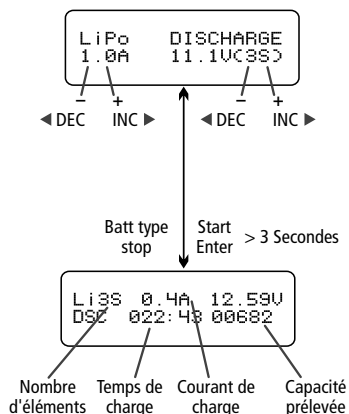 LiPo DISCHARGE
1.0A 11.1V(3S)
– + – +
◀ DEC INC ▶ ◀ DEC INC ▶
Batt type Start > 3 Secondes
stop Enter
Li3S 0.4A 12.59V
DSC 022:43 00682
Nombre Temps de Courant de Capacité
d'éléments charge charge prélevée